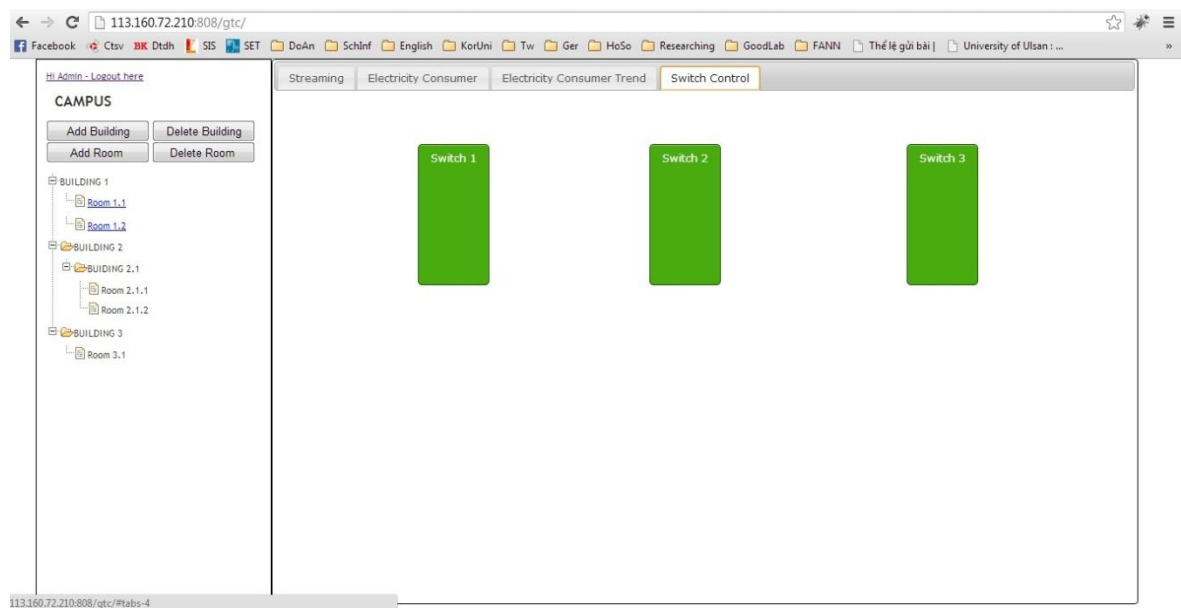 113.160.72.210:808/gtc/
Facebook Ctsv BK Dtdh SIS SET DoAn SchInf English KorUni Tw Ger HoSo Researching GoodLab FANN Thể lệ gửi bài | University of Ulsan : ... »
Hi Admin - Logout here
CAMPUS
Add Building Delete Building
Add Room Delete Room
BUILDING 1
Room 1.1
Room 1.2
BUILDING 2
BUIDING 2.1
Room 2.1.1
Room 2.1.2
BUILDING 3
Room 3.1
Streaming Electricity Consumer Electricity Consumer Trend Switch Control
Switch 1 Switch 2 Switch 3
113.160.72.210:808/gtc/#tabs-4